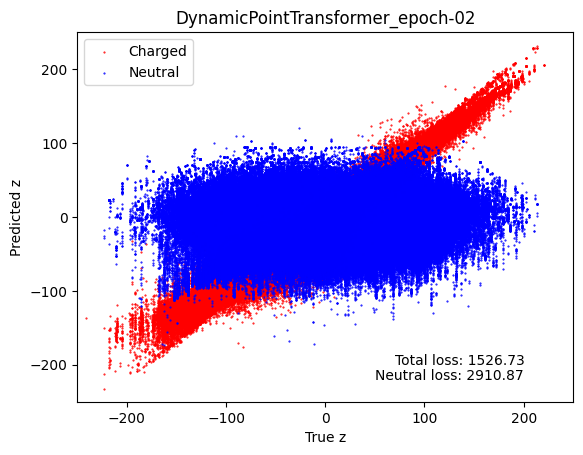 DynamicPointTransformer_epoch-02
Charged
Neutral
Predicted z
200
100
0
−100
−200
Total loss: 1526.73
Neutral loss: 2910.87
−200
−100
0
100
200
True z